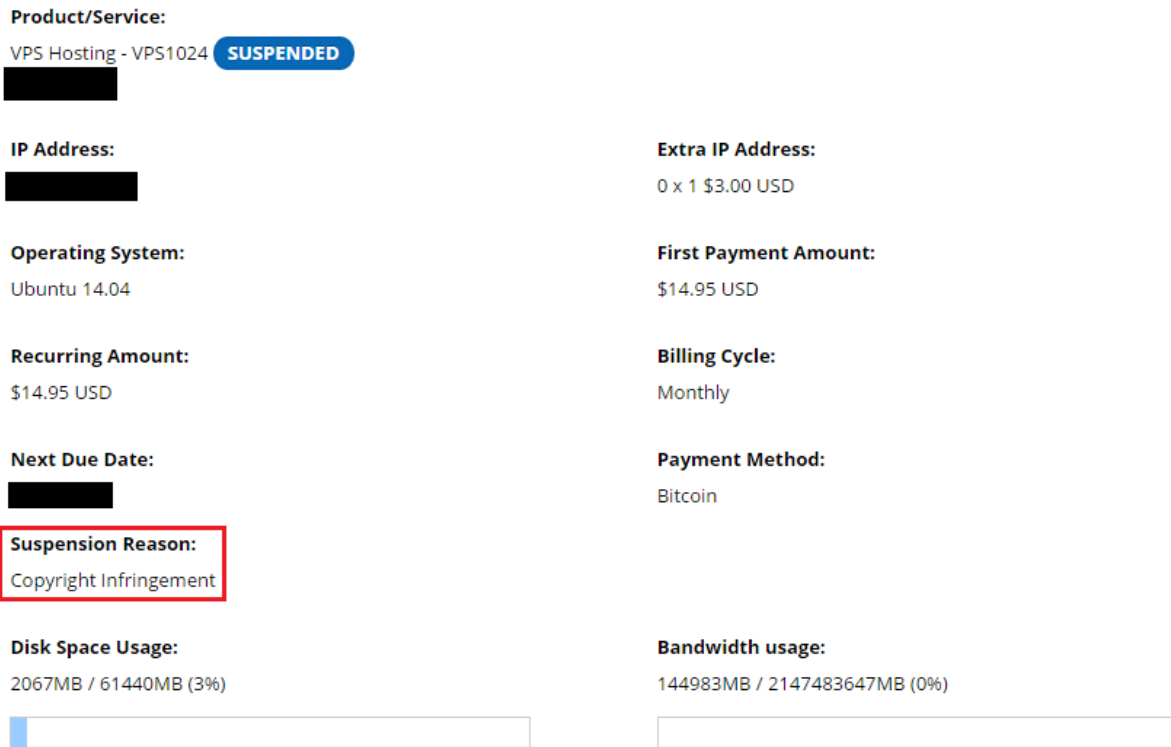 Product/Service:
VPS Hosting - VPS1024 SUSPENDED
IP Address:
Extra IP Address:
0 x 1 $3.00 USD
Operating System:
Ubuntu 14.04
First Payment Amount:
$14.95 USD
Recurring Amount:
$14.95 USD
Billing Cycle:
Monthly
Next Due Date:
Payment Method:
Bitcoin
Suspension Reason:
Copyright Infringement
Disk Space Usage:
2067MB / 61440MB (3%)
Bandwidth usage:
144983MB / 2147483647MB (0%)